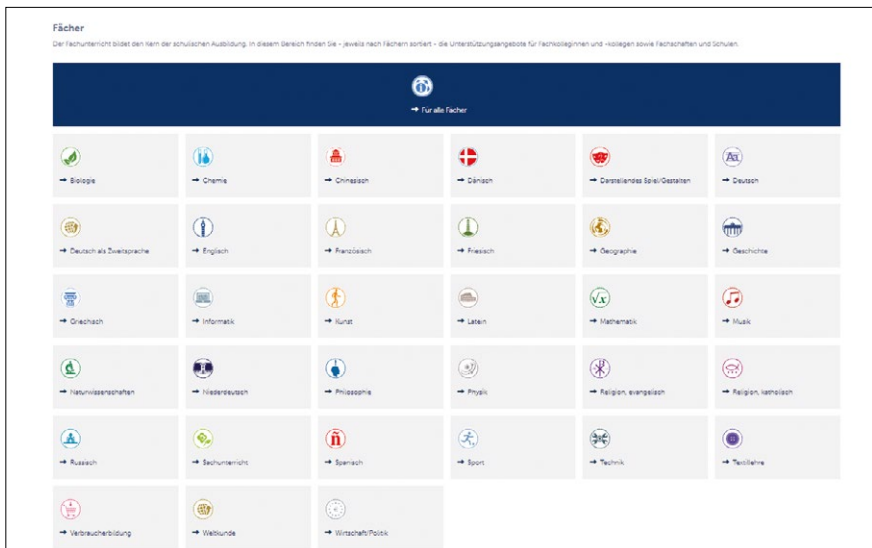 Fächer
Der Fachunterricht bildet den Kern der schulischen Ausbildung. In diesem Bereich finden Sie – jeweils nach Fächern sortiert – die Unterstützungsangebote für Fachkolleginnen und -kollegen sowie Fachschaften und Schulen.
→ Für alle Fächer
→ Biologie
→ Chemie
→ Chinesisch
→ Dänisch
→ Darstellendes Spiel/Gestalten
→ Deutsch
→ Deutsch als Zweitsprache
→ Englisch
→ Französisch
→ Friesisch
→ Geographie
→ Geschichte
→ Griechisch
→ Informatik
→ Kunst
→ Latein
√x
→ Mathematik
→ Musik
→ Naturwissenschaften
→ Niederdeutsch
→ Philosophie
→ Physik
→ Religion, evangelisch
→ Religion, katholisch
→ Russisch
→ Sachunterricht
ñ
→ Spanisch
→ Sport
→ Technik
→ Textillehre
→ Verbraucherbildung
→ Weltkunde
→ Wirtschaft/Politik